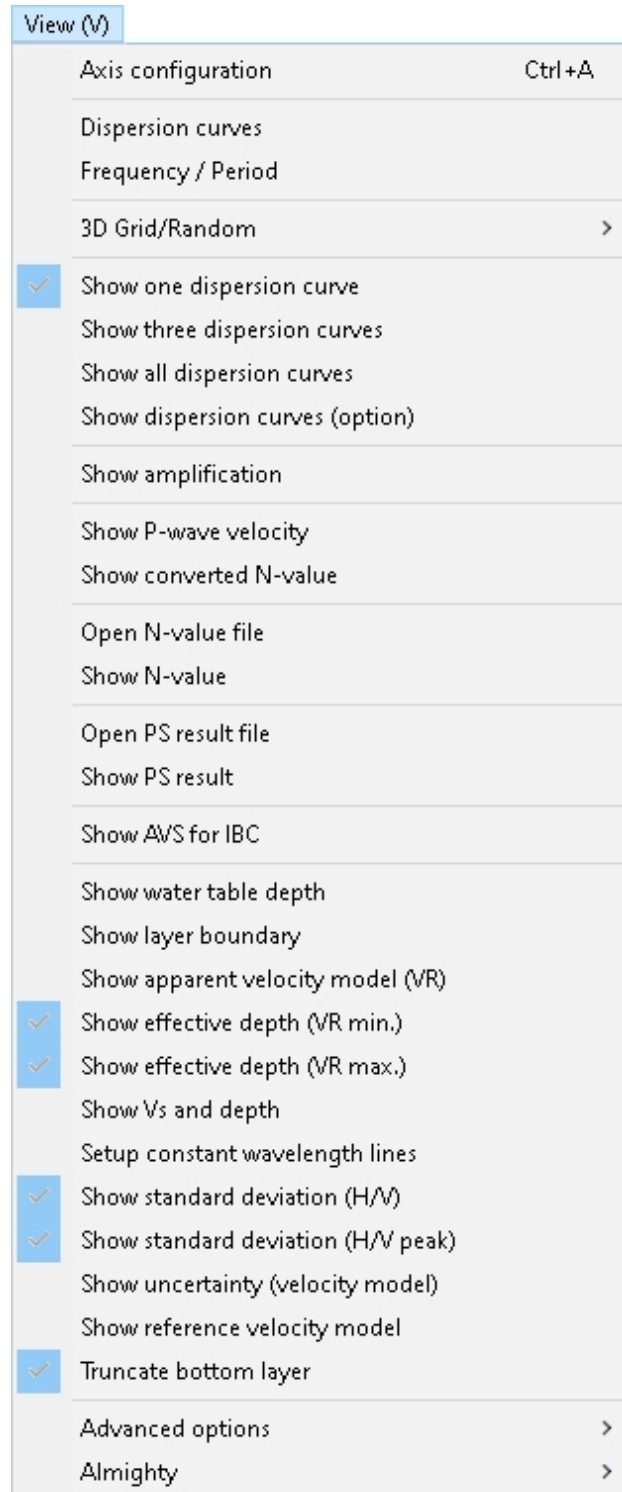 View (V)
Axis configuration Ctrl+A
Dispersion curves
Frequency / Period
3D Grid/Random
Show one dispersion curve
Show three dispersion curves
Show all dispersion curves
Show dispersion curves (option)
Show amplification
Show P-wave velocity
Show converted N-value
Open N-value file
Show N-value
Open PS result file
Show PS result
Show AVS for IBC
Show water table depth
Show layer boundary
Show apparent velocity model (VR)
Show effective depth (VR min.)
Show effective depth (VR max.)
Show Vs and depth
Setup constant wavelength lines
Show standard deviation (H/V)
Show standard deviation (H/V peak)
Show uncertainty (velocity model)
Show reference velocity model
Truncate bottom layer
Advanced options
Almighty